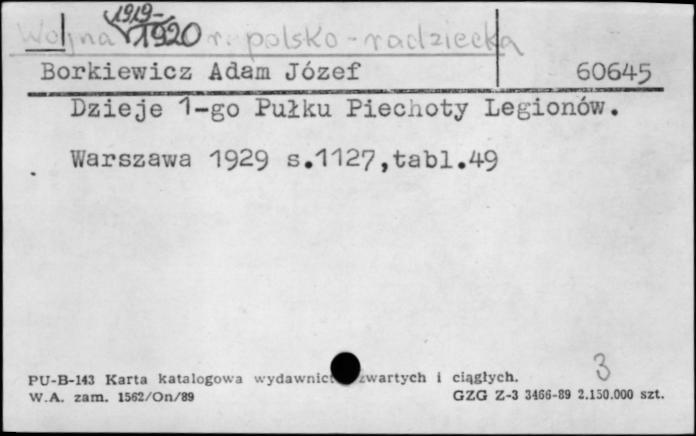 1919-
Wojna 1920 r. polsko-radziecka
Borkiewicz Adam Józef 60645
Dzieje 1-go Pułku Piechoty Legionów.
Warszawa 1929 s.1127,tabl.49
3
PU-B-143 Karta katalogowa wydawnict zwartych i ciągłych.
W.A. zam. 1562/On/89 GZG Z-3 3466-89 2.150.000 szt.